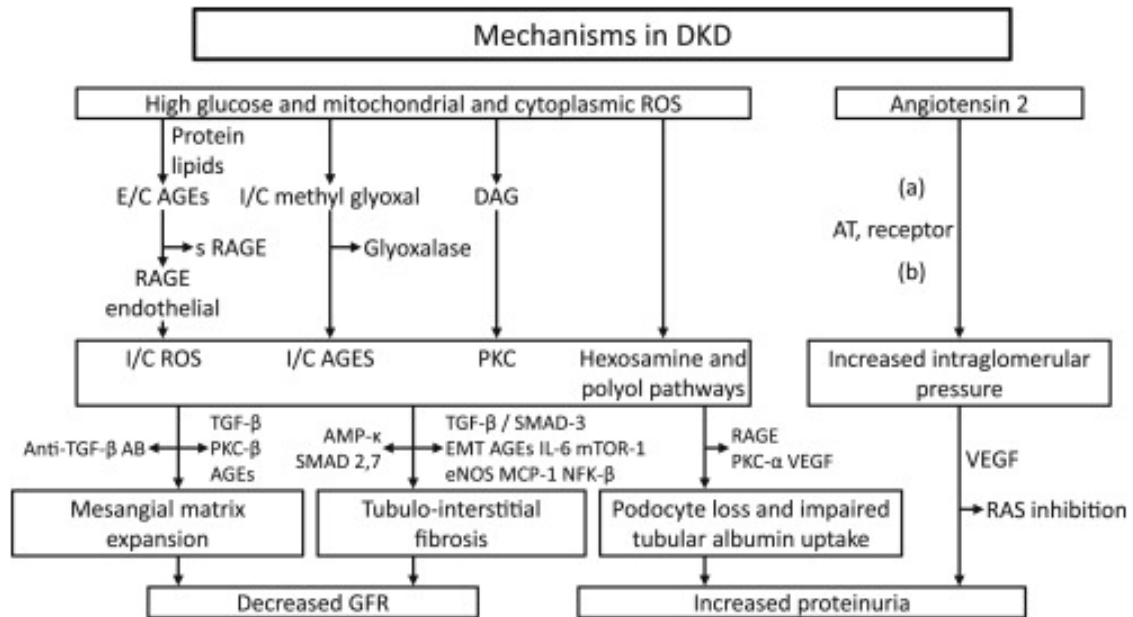 Mechanisms in DKD
High glucose and mitochondrial and cytoplasmic ROS
Angiotensin 2
Protein
lipids
E/C AGEs
I/C methyl glyoxal
DAG
(a)
AT, receptor
(b)
s RAGE
Glyoxalase
RAGE
endothelial
I/C ROS
I/C AGES
PKC
Hexosamine and
polyol pathways
Increased intraglomerular
pressure
Anti-TGF-β AB
TGF-β
PKC-β
AGEs
AMP-κ
SMAD 2,7
TGF-β / SMAD-3
EMT AGEs IL-6 mTOR-1
eNOS MCP-1 NFK-β
RAGE
PKC-α VEGF
VEGF
RAS inhibition
Mesangial matrix
expansion
Tubulo-interstitial
fibrosis
Podocyte loss and impaired
tubular albumin uptake
Decreased GFR
Increased proteinuria